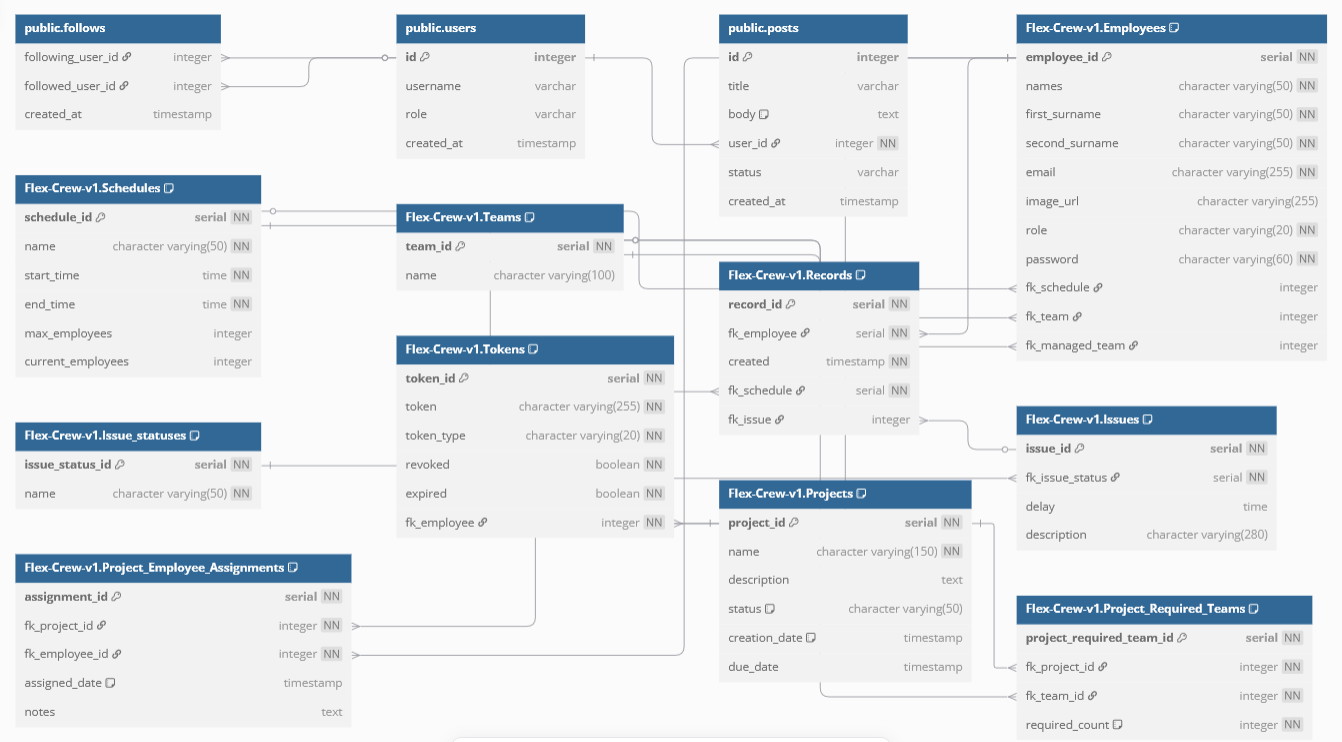 public.follows
following_user_id integer
followed_user_id integer
created_at timestamp
public.users
id integer
username varchar
role varchar
created_at timestamp
public.posts
id integer
title varchar
body text
user_id integer NN
status varchar
created_at timestamp
Flex-Crew-v1.Employees
employee_id serial NN
names character varying(50) NN
first_surname character varying(50) NN
second_surname character varying(50) NN
email character varying(255) NN
image_url character varying(255)
role character varying(20) NN
password character varying(60) NN
fk_schedule integer
fk_team integer
fk_managed_team integer
Flex-Crew-v1.Schedules
schedule_id serial NN
name character varying(50) NN
start_time time NN
end_time time NN
max_employees integer
current_employees integer
Flex-Crew-v1.Teams
team_id serial NN
name character varying(100)
Flex-Crew-v1.Records
record_id serial NN
fk_employee serial NN
created timestamp NN
fk_schedule serial NN
fk_issue integer
Flex-Crew-v1.Tokens
token_id serial NN
token character varying(255) NN
token_type character varying(20) NN
revoked boolean NN
expired boolean NN
fk_employee integer NN
Flex-Crew-v1.Issue_statuses
issue_status_id serial NN
name character varying(50) NN
Flex-Crew-v1.Issues
issue_id serial NN
fk_issue_status serial NN
delay time
description character varying(280)
Flex-Crew-v1.Projects
project_id serial NN
name character varying(150) NN
description text
status character varying(50)
creation_date timestamp
due_date timestamp
Flex-Crew-v1.Project_Employee_Assignments
assignment_id serial NN
fk_project_id integer NN
fk_employee_id integer NN
assigned_date timestamp
notes text
Flex-Crew-v1.Project_Required_Teams
project_required_team_id serial NN
fk_project_id integer NN
fk_team_id integer NN
required_count integer NN